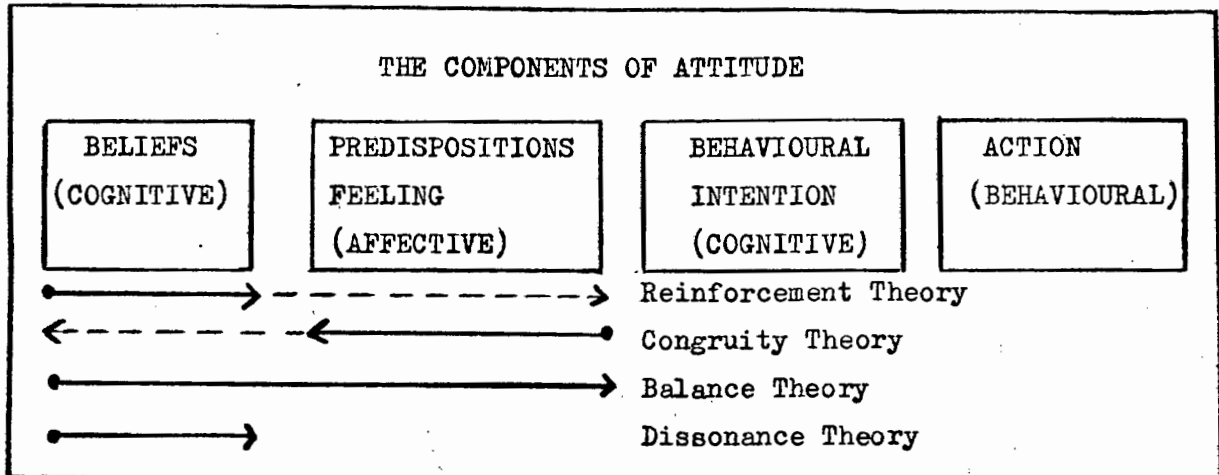 THE COMPONENTS OF ATTITUDE
BELIEFS
(COGNITIVE)
PREDISPOSITIONS
FEELING
(AFFECTIVE)
BEHAVIOURAL
INTENTION
(COGNITIVE)
ACTION
(BEHAVIOURAL)
Reinforcement Theory
Congruity Theory
Balance Theory
Dissonance Theory